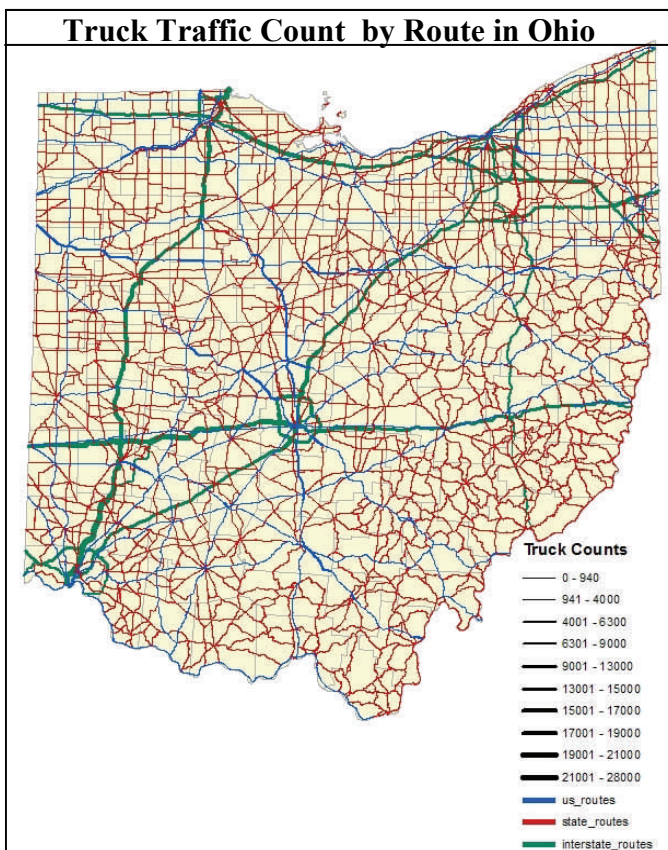 Truck Traffic Count by Route in Ohio
Truck Counts
0 - 940
941 - 4000
4001 - 6300
6301 - 9000
9001 - 13000
13001 - 15000
15001 - 17000
17001 - 19000
19001 - 21000
21001 - 28000
us_routes
state_routes
interstate_routes